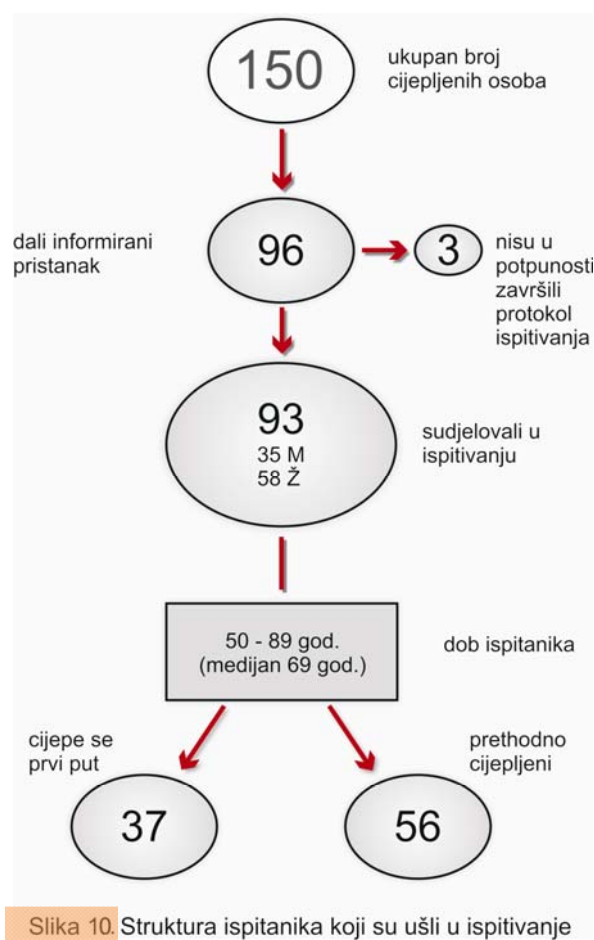 150
ukupan broj
cijepljenih osoba
dali informirani
pristanak
96
3
nisu u
potpunosti
završili
protokol
ispitivanja
93
35 M
58 Ž
sudjelovali u
ispitivanju
50 - 89 god.
(medijan 69 god.)
dob ispitanika
cijepe se
prvi put
37
prethodno
cijepljeni
56
Slika 10. Struktura ispitanika koji su ušli u ispitivanje